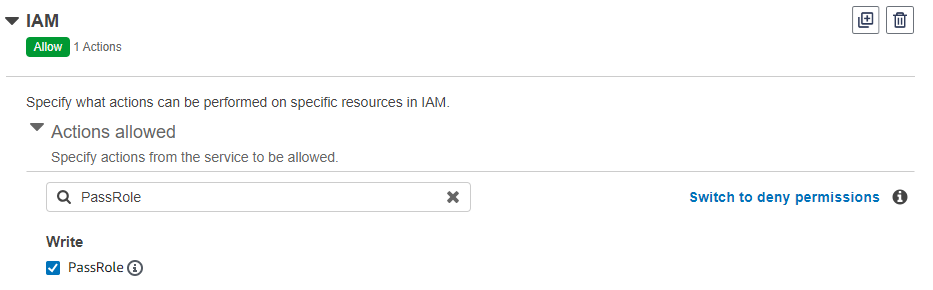 IAM
Allow 1 Actions
Specify what actions can be performed on specific resources in IAM.
Actions allowed
Specify actions from the service to be allowed.
PassRole
Switch to deny permissions
Write
PassRole